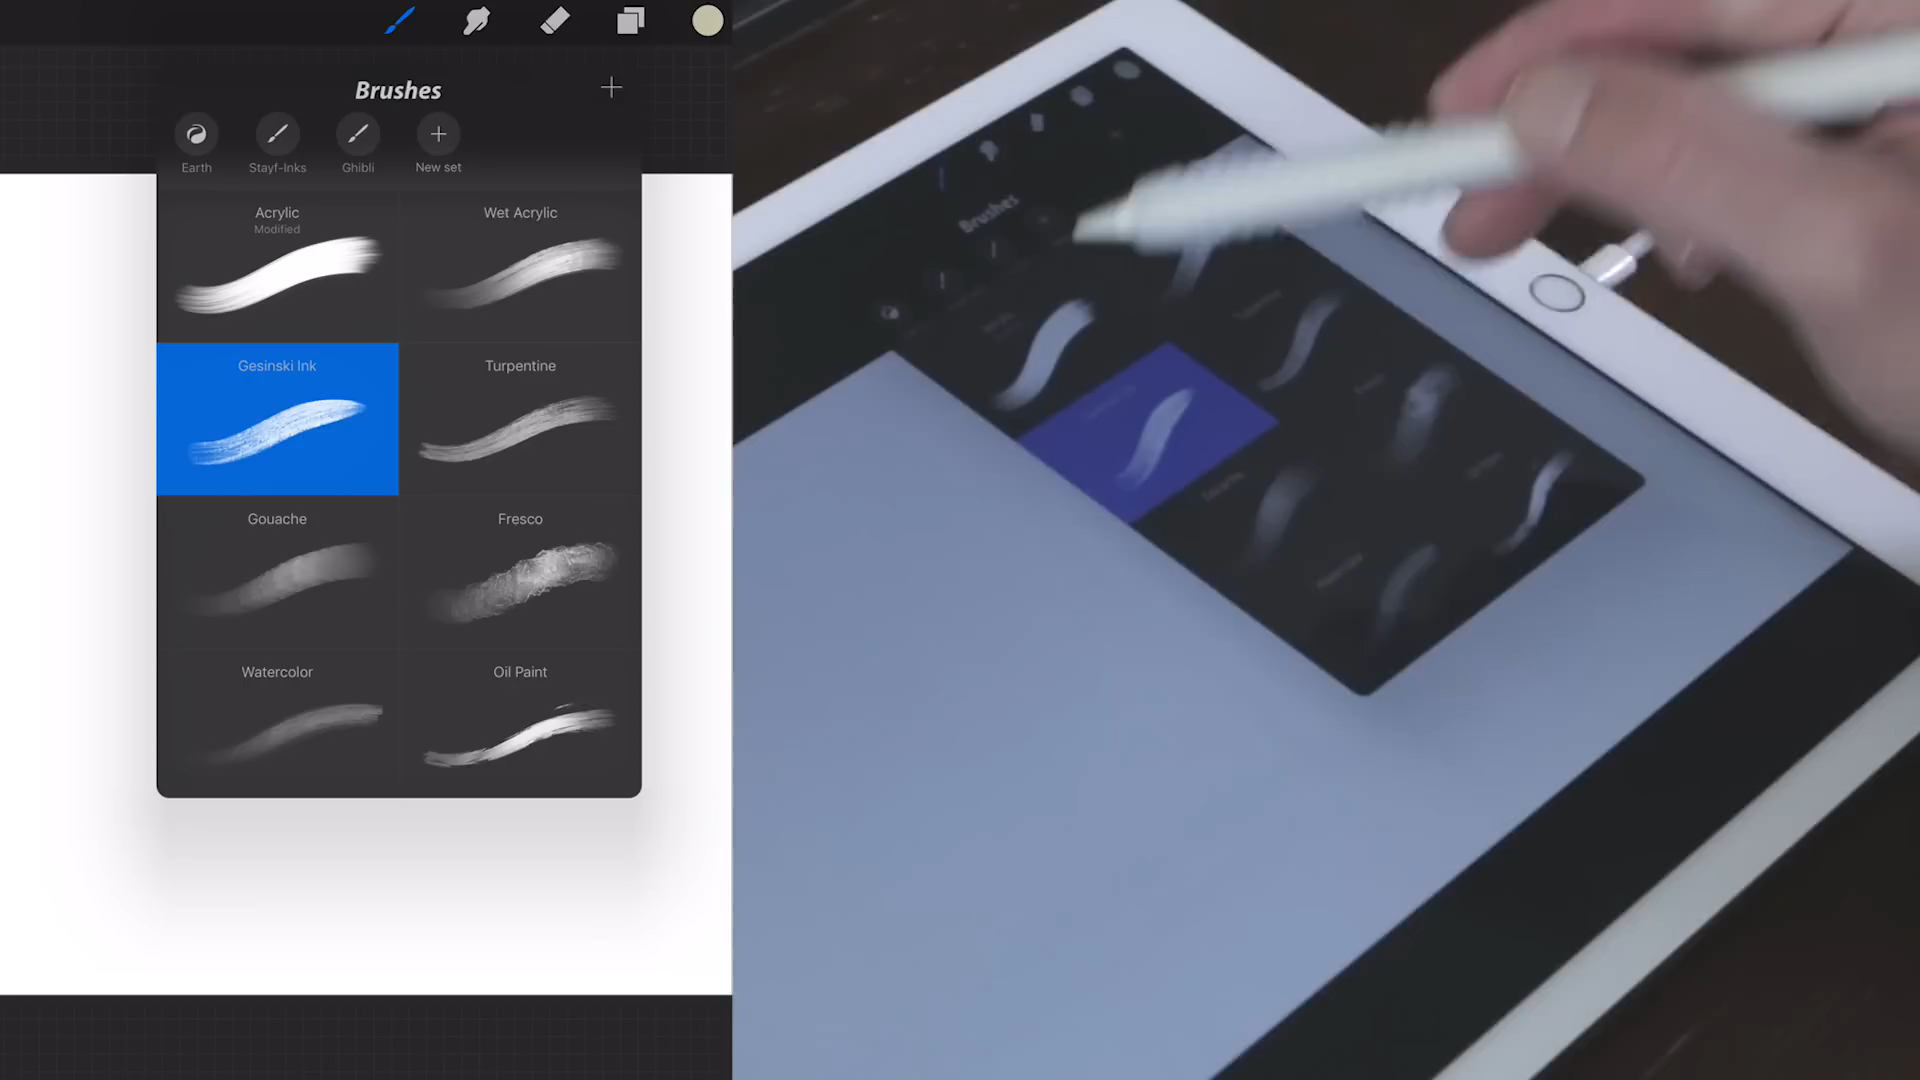 Brushes
Earth
Stayf-Inks
Ghibli
New set
Acrylic
Modified
Wet Acrylic
Gesinski Ink
Turpentine
Gouache
Fresco
Watercolor
Oil Paint
Brushes